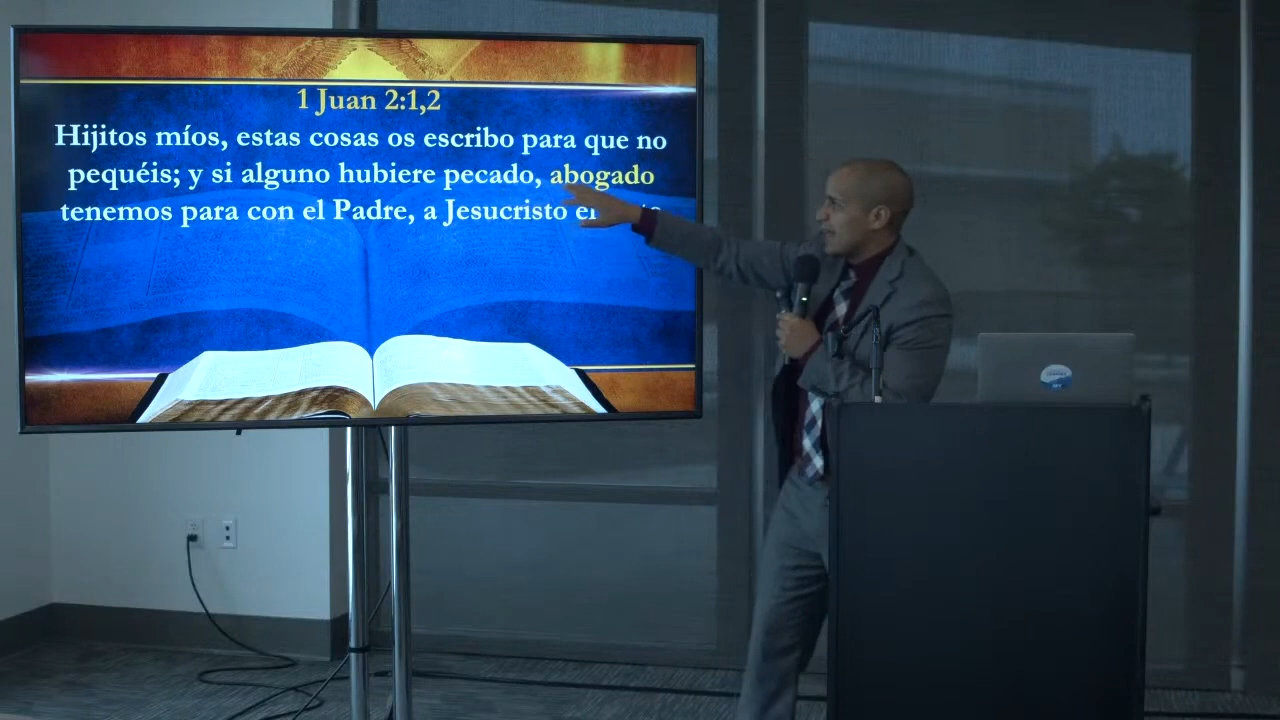 1 Juan 2:1,2
Hijitos míos, estas cosas os escribo para que no
pequéis; y si alguno hubiere pecado, abogado
tenemos para con el Padre, a Jesucristo el